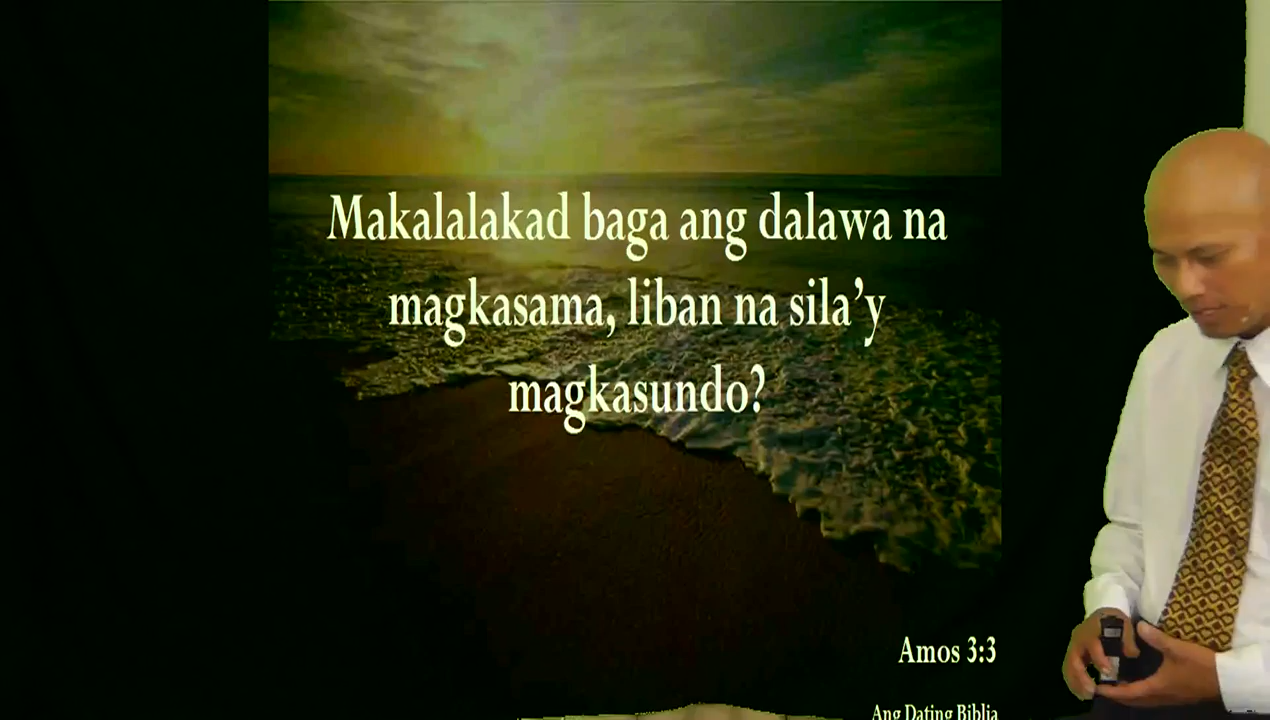 Makalalakad baga ang dalawa na
magkasama, liban na sila’y
magkasundo?
Amos 3:3
Ang Dating Biblia